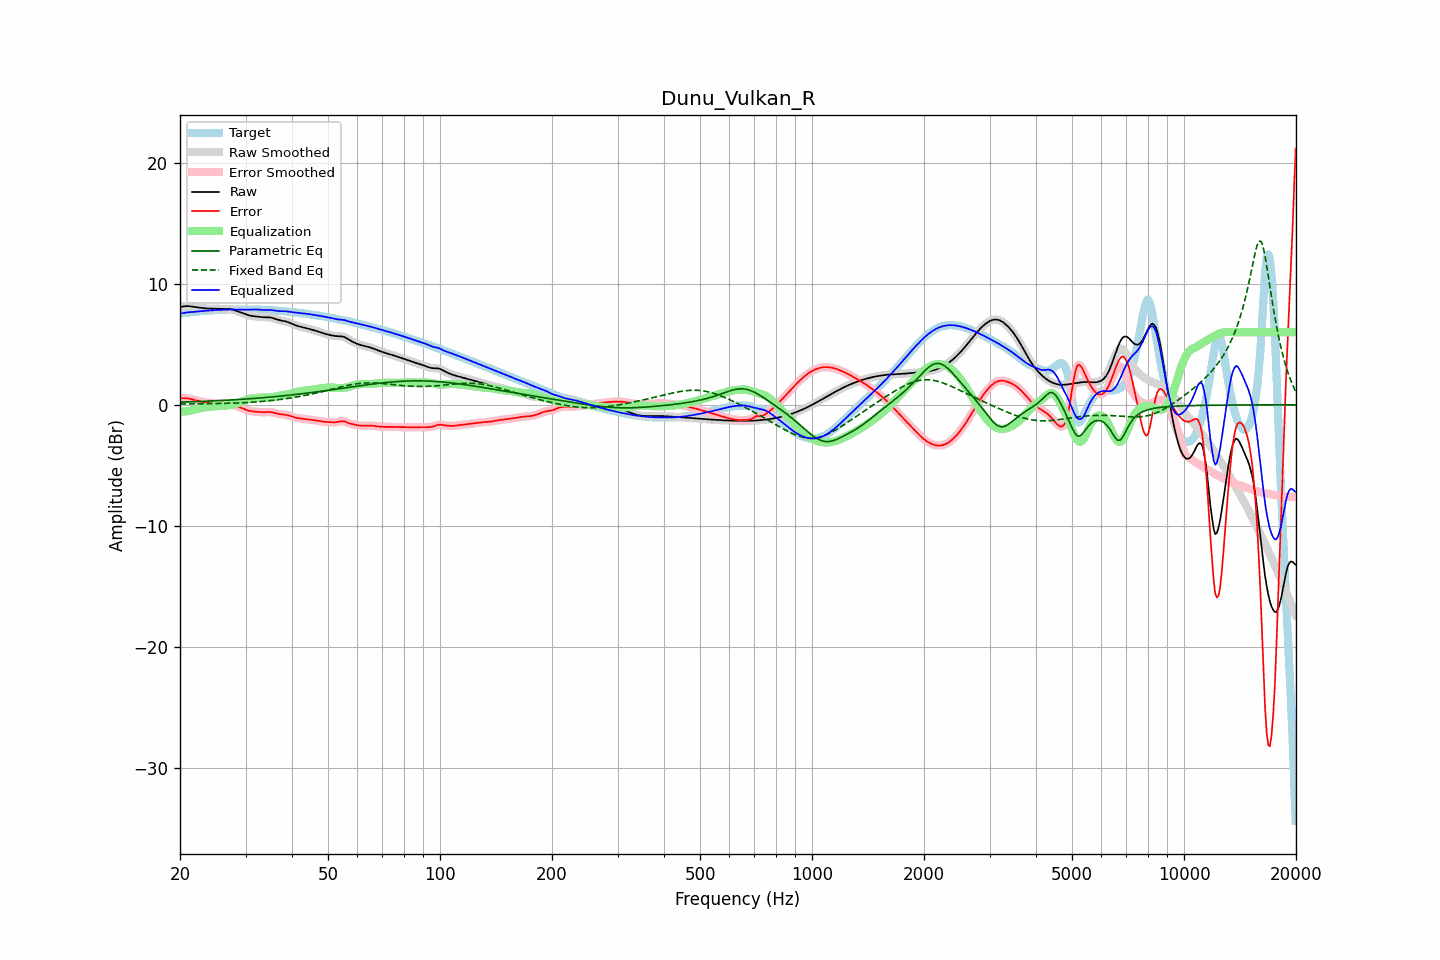 Dunu_Vulkan_R
Target
Raw Smoothed
Error Smoothed
Raw
Error
Equalization
Parametric Eq
Fixed Band Eq
Equalized
20
10
0
−10
−20
−30
Amplitude (dBr)
20
50
100
200
500
1000
2000
5000
10000
20000
Frequency (Hz)